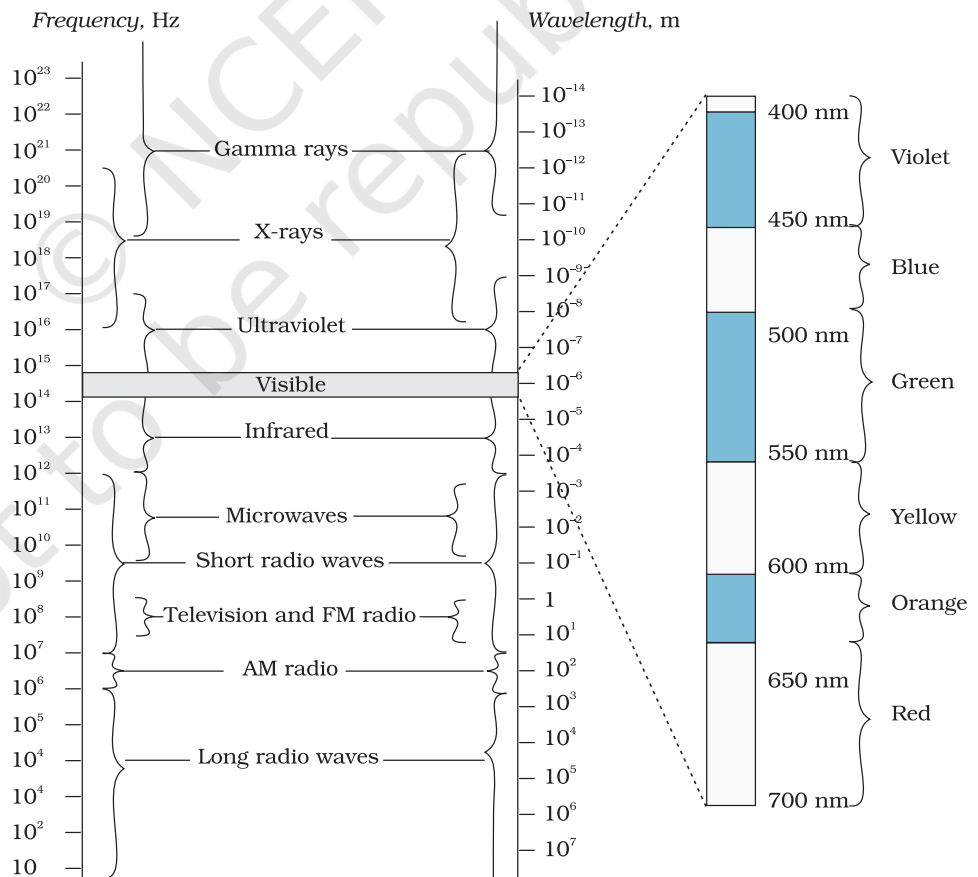 Frequency, Hz
Wavelength, m
10²³
10²²
10²¹
10²⁰
10¹⁹
10¹⁸
10¹⁷
10¹⁶
10¹⁵
10¹⁴
10¹³
10¹²
10¹¹
10¹⁰
10⁹
10⁸
10⁷
10⁶
10⁵
10⁴
10⁴
10²
10
Gamma rays
X-rays
Ultraviolet
Visible
Infrared
Microwaves
Short radio waves
Television and FM radio
AM radio
Long radio waves
10⁻¹⁴
10⁻¹³
10⁻¹²
10⁻¹¹
10⁻¹⁰
10⁻⁹
10⁻⁸
10⁻⁷
10⁻⁶
10⁻⁵
10⁻⁴
10⁻³
10⁻²
10⁻¹
1
10¹
10²
10³
10⁴
10⁵
10⁶
10⁷
400 nm
450 nm
500 nm
550 nm
600 nm
650 nm
700 nm
Violet
Blue
Green
Yellow
Orange
Red
© NCE
to be repub